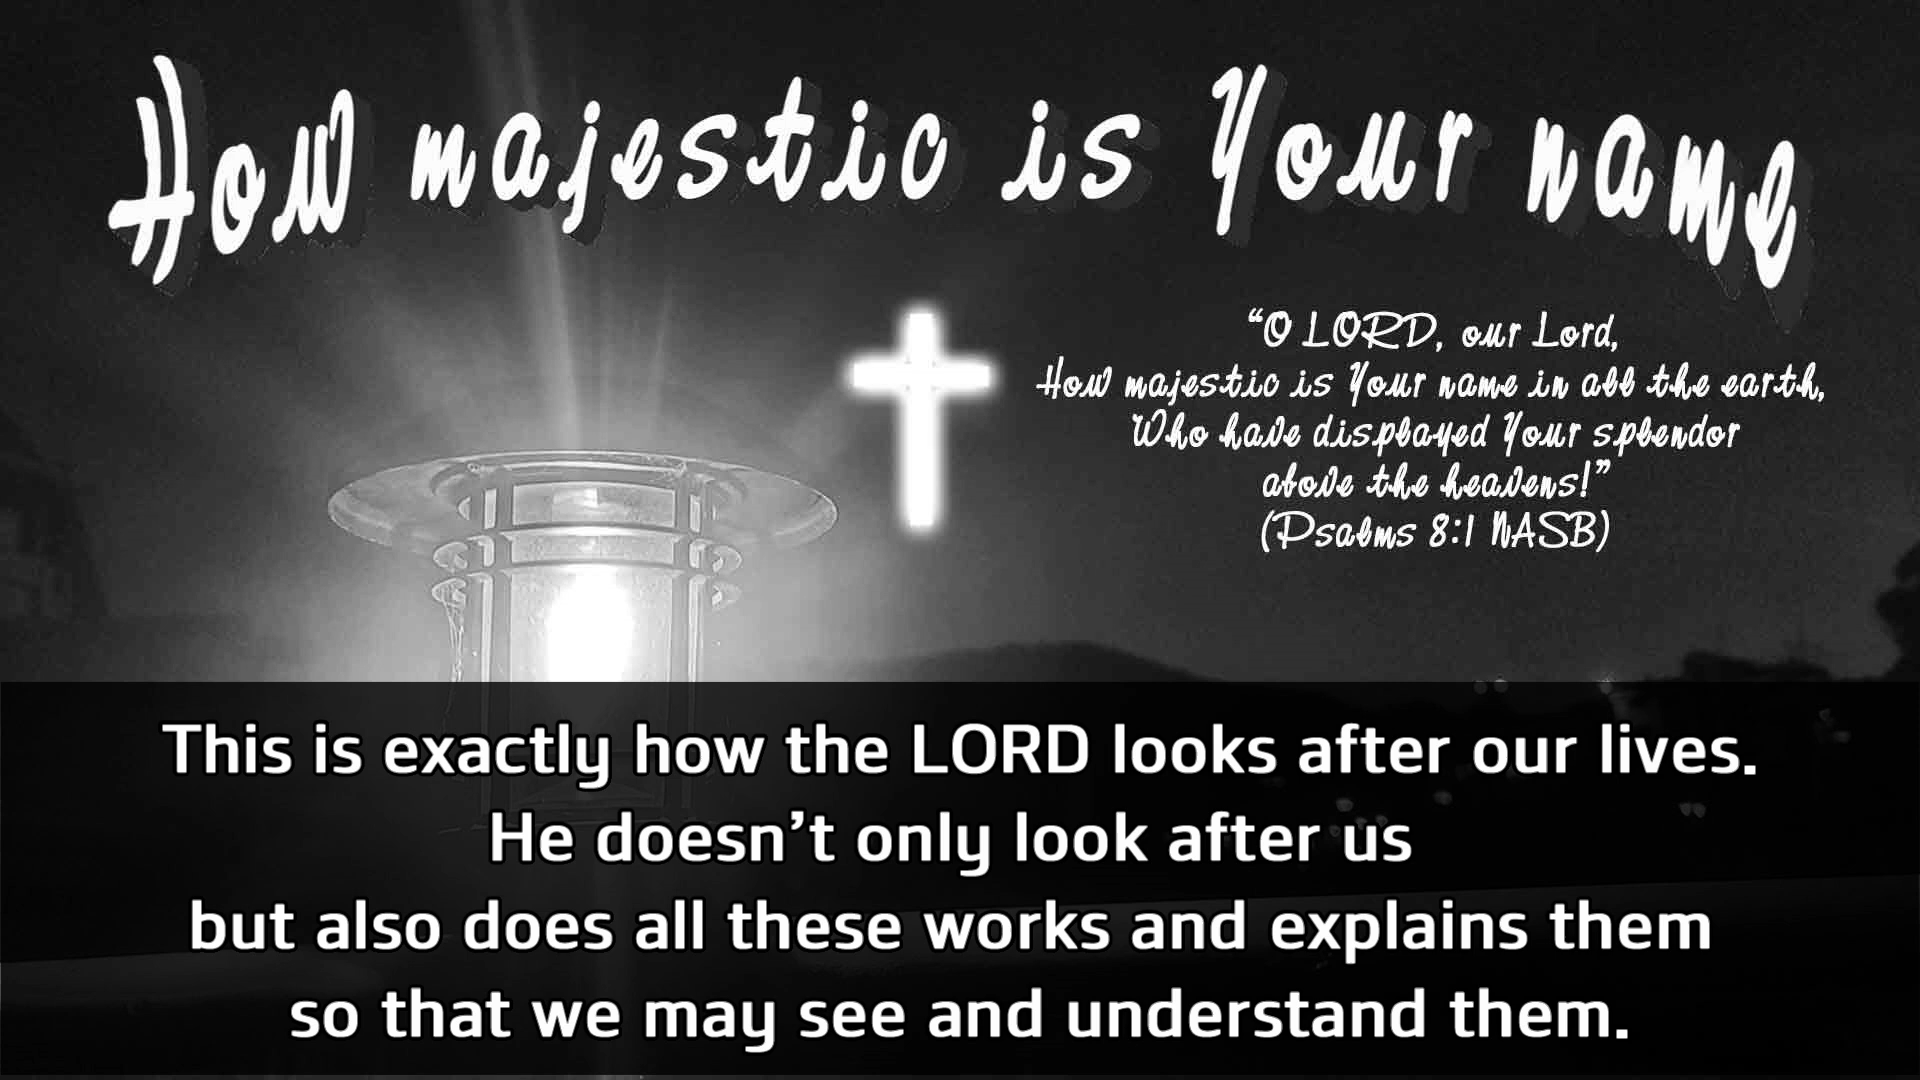 How majestic is Your name
“O LORD, our Lord,
How majestic is Your name in all the earth,
Who have displayed Your splendor
above the heavens!”
(Psalms 8:1 NASB)
This is exactly how the LORD looks after our lives.
He doesn’t only look after us
but also does all these works and explains them
so that we may see and understand them.